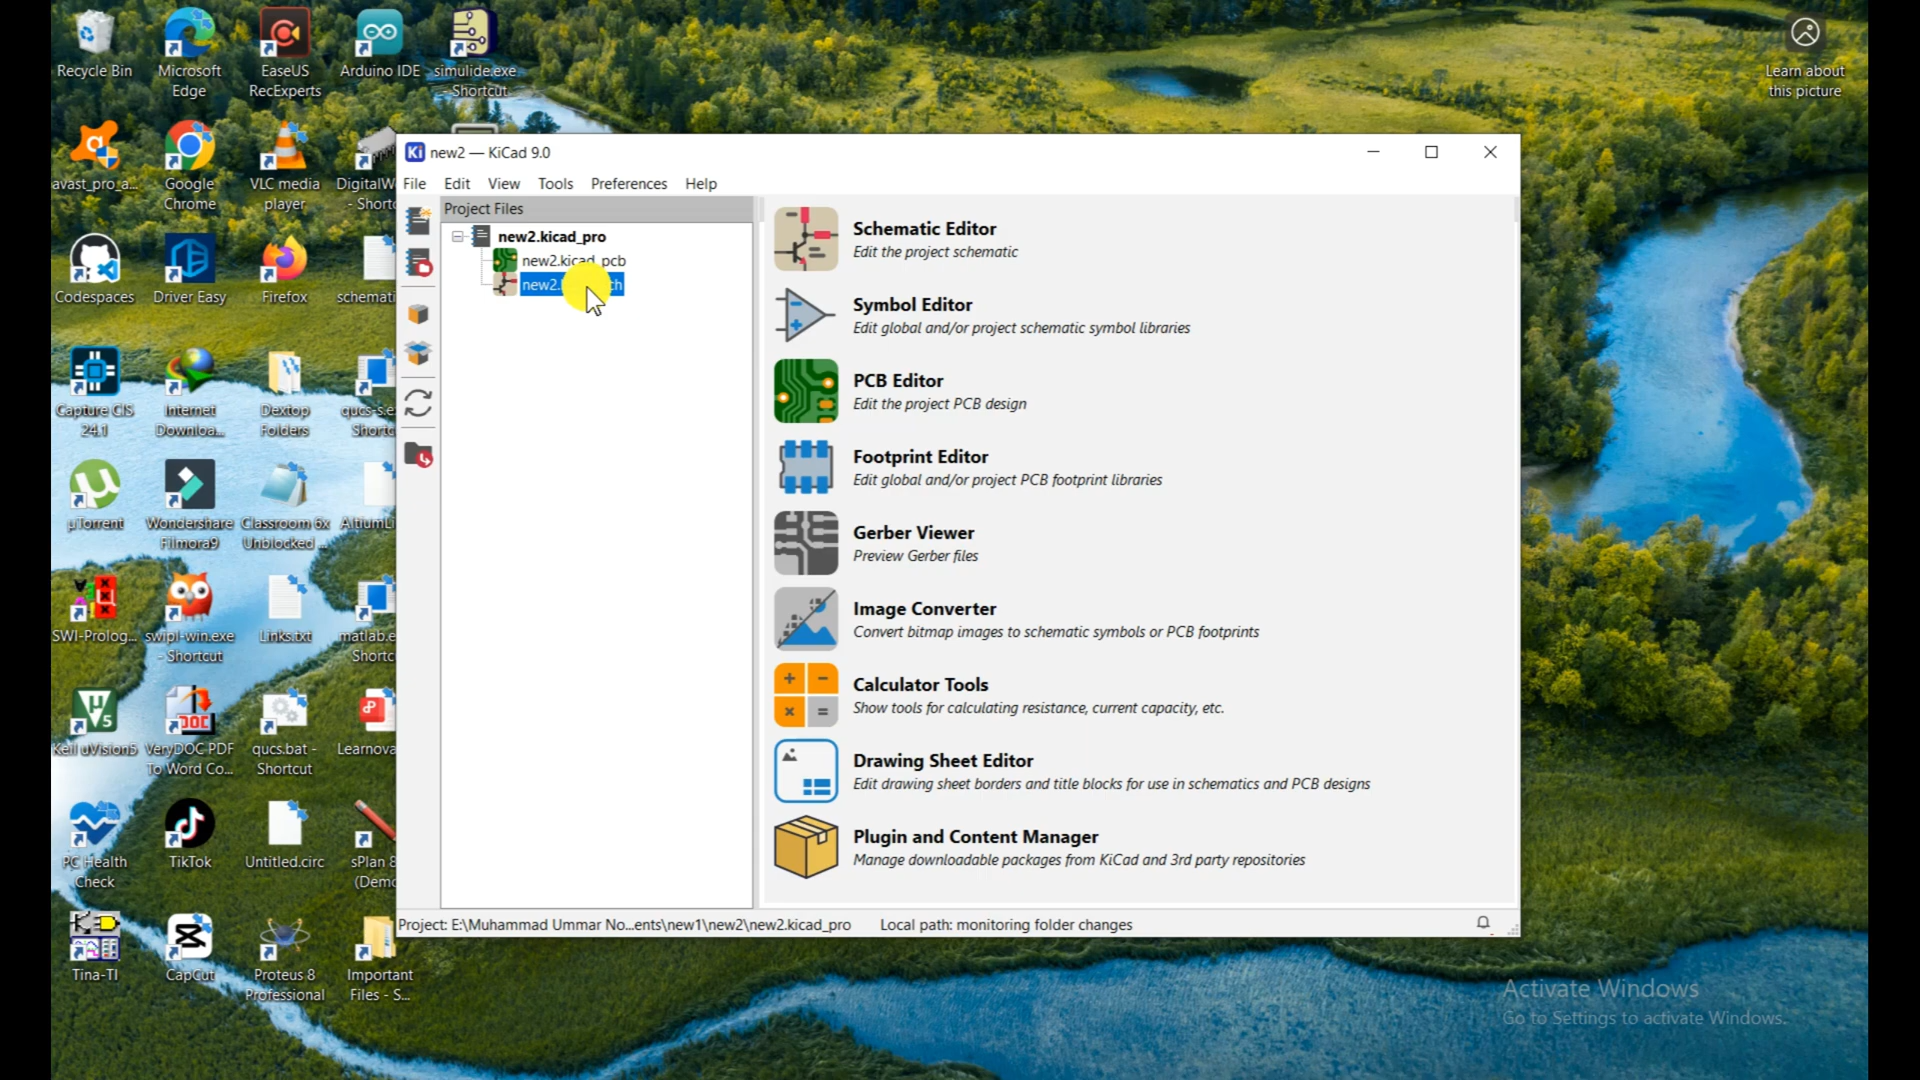 Recycle Bin
Microsoft
Edge
EaseUS
RecExperts
Arduino IDE
simulide.exe
- Shortcut
Learn about
this picture
avast_pro_a...
Google
Chrome
VLC media
player
- Short
Codespaces
Driver Easy
Firefox
schemati
Capture CIS
24.1
Internet
Downloa...
Dextop
Folders
qucs-s.e
Shortc
µTorrent
Wondershare
Filmora9
Classroom 6x
Unblocked ...
AltiumLi
SWI-Prolog...
swipl-win.exe
- Shortcut
Links.txt
matlab.e
Shortc
Keil uVision5
VeryDOC PDF
To Word Co...
qucs.bat -
Shortcut
Learnova
PC Health
Check
TikTok
Untitled.circ
sPlan 8
(Demo
Tina-TI
CapCut
Proteus 8
Professional
Important
Files - S...
new2 — KiCad 9.0
File Edit View Tools Preferences Help
Project Files
new2.kicad_pro
new2.kicad_pcb
Schematic Editor
Edit the project schematic
Symbol Editor
Edit global and/or project schematic symbol libraries
PCB Editor
Edit the project PCB design
Footprint Editor
Edit global and/or project PCB footprint libraries
Gerber Viewer
Preview Gerber files
Image Converter
Convert bitmap images to schematic symbols or PCB footprints
Calculator Tools
Show tools for calculating resistance, current capacity, etc.
Drawing Sheet Editor
Edit drawing sheet borders and title blocks for use in schematics and PCB designs
Plugin and Content Manager
Manage downloadable packages from KiCad and 3rd party repositories
Project: E:\Muhammad Ummar No...ents\new1\new2\new2.kicad_pro Local path: monitoring folder changes
Activate Windows
Go to Settings to activate Windows.